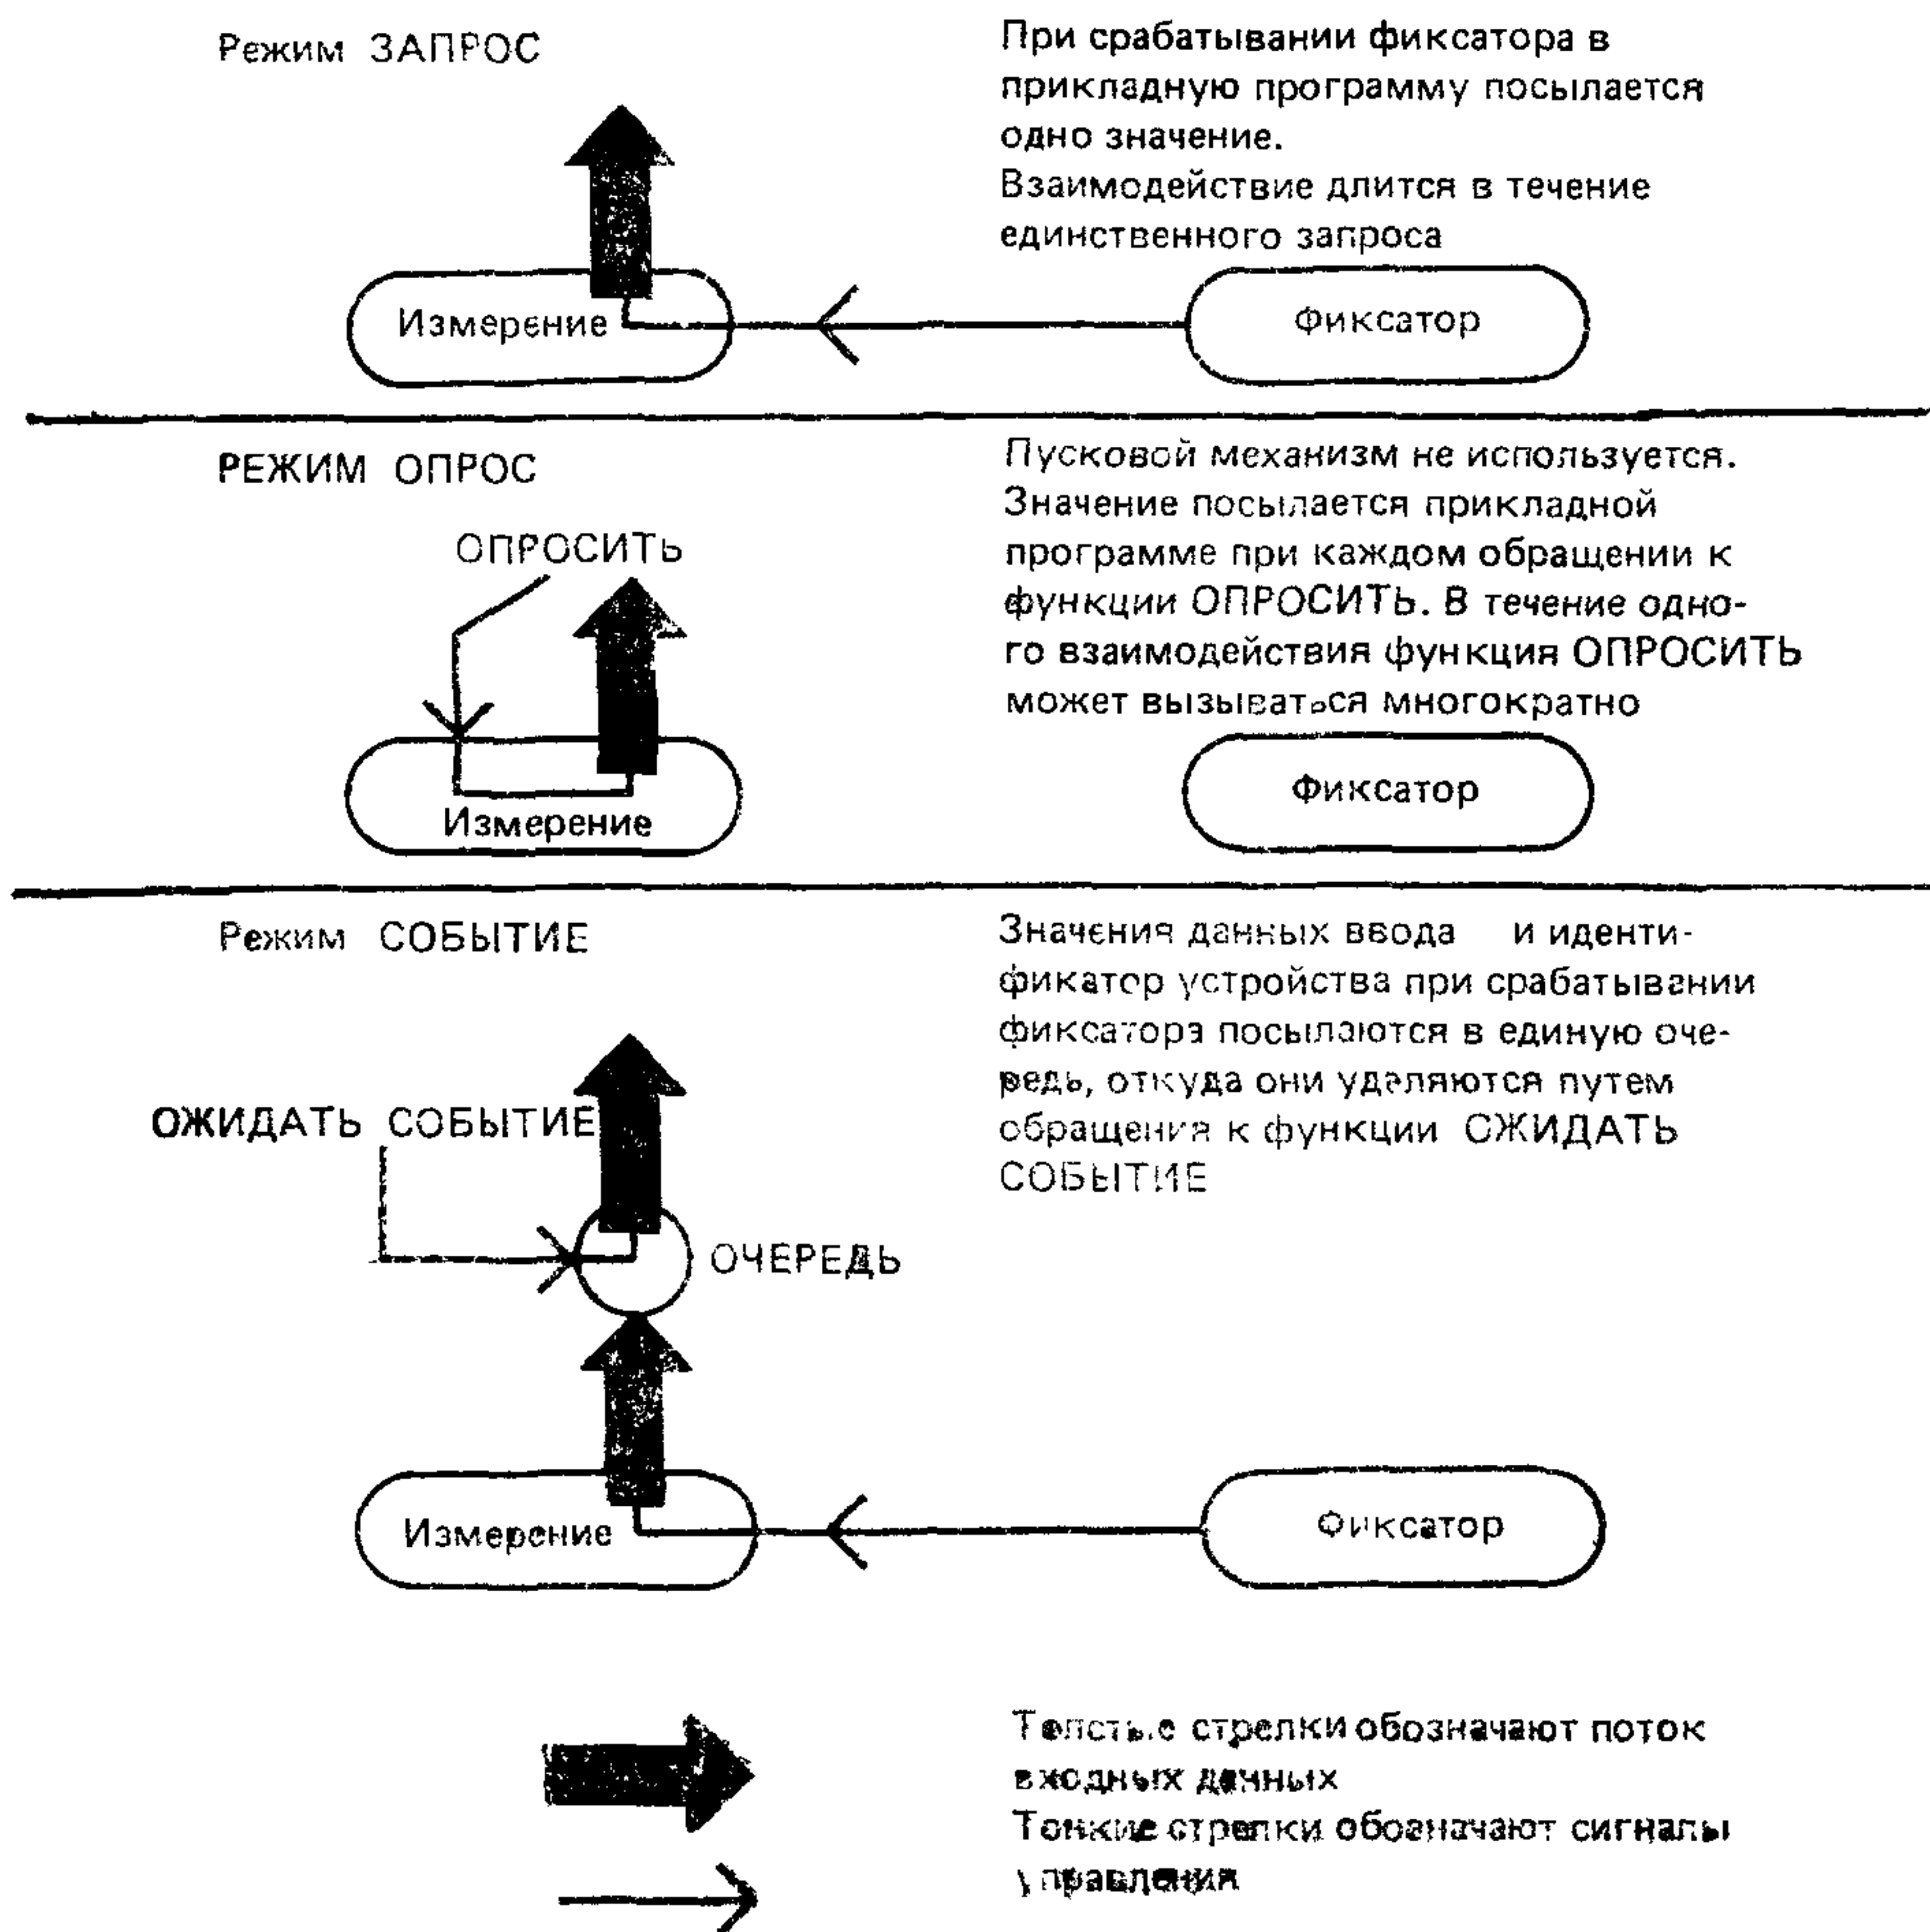 Режим ЗАПРОС
При срабатывании фиксатора в
прикладную программу посылается
одно значение.
Взаимодействие длится в течение
единственного запроса
Измерение
Фиксатор
РЕЖИМ ОПРОС
Пусковой механизм не используется.
Значение посылается прикладной
программе при каждом обращении к
функции ОПРОСИТЬ. В течение одно-
го взаимодействия функция ОПРОСИТЬ
может вызываться многократно
ОПРОСИТЬ
Измерение
Фиксатор
Режим СОБЫТИЕ
Значения данных ввода и иденти-
фикатор устройства при срабатывании
фиксатора посылаются в единую оче-
редь, откуда они удаляются путем
обращения к функции ОЖИДАТЬ
СОБЫТИЕ
ОЖИДАТЬ СОБЫТИЕ
ОЧЕРЕДЬ
Измерение
Фиксатор
Толстые стрелки обозначают поток
входных данных
Тонкие стрелки обозначают сигналы
управления